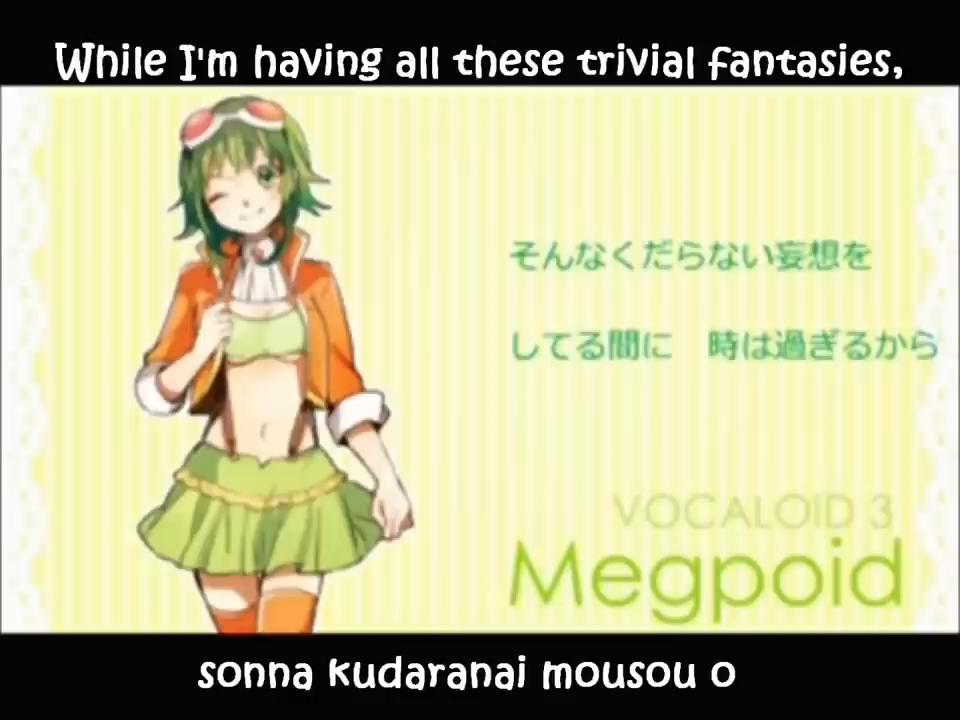 While I'm having all these trivial fantasies,
そんなくだらない妄想を
してる間に　時は過ぎるから
VOCALOID 3
Megpoid
sonna kudaranai mousou o